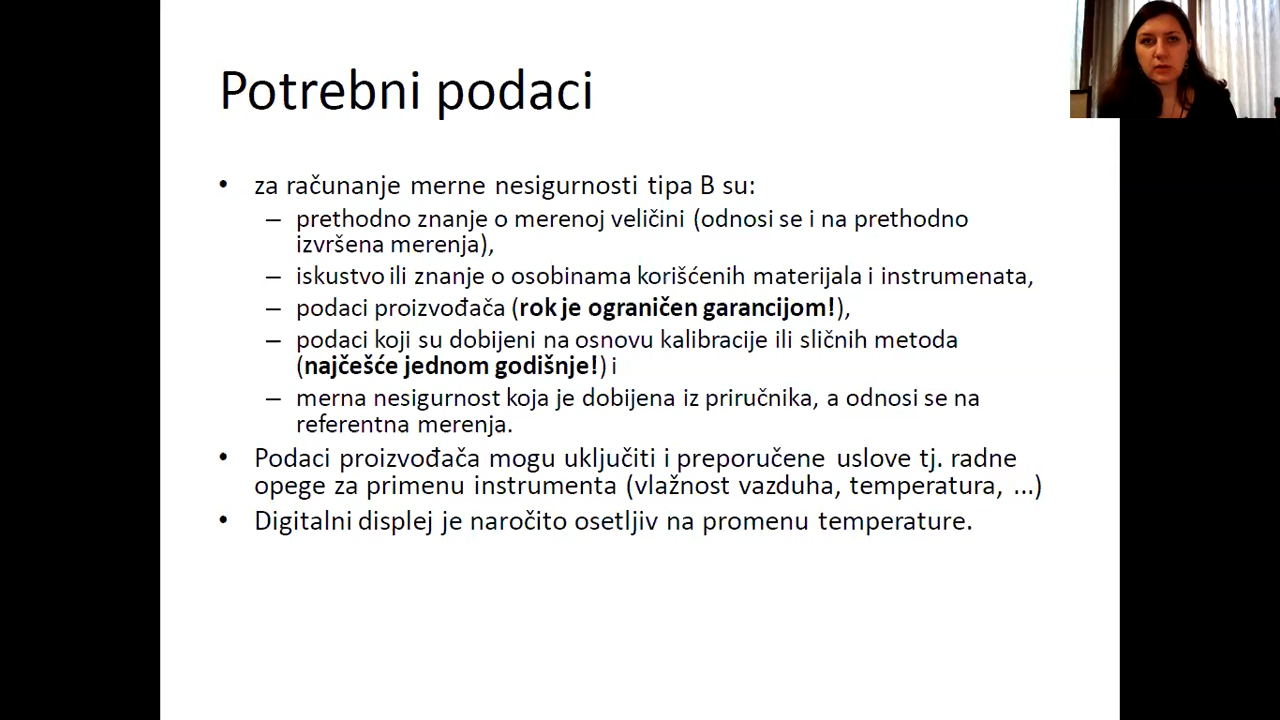 Potrebni podaci
• za računanje merne nesigurnosti tipa B su:
– prethodno znanje o merenoj veličini (odnosi se i na prethodno
izvršena merenja),
– iskustvo ili znanje o osobinama korišćenih materijala i instrumenata,
– podaci proizvođača (rok je ograničen garancijom!),
– podaci koji su dobijeni na osnovu kalibracije ili sličnih metoda
(najčešće jednom godišnje!) i
– merna nesigurnost koja je dobijena iz priručnika, a odnosi se na
referentna merenja.
• Podaci proizvođača mogu uključiti i preporučene uslove tj. radne
opege za primenu instrumenta (vlažnost vazduha, temperatura, ...)
• Digitalni displej je naročito osetljiv na promenu temperature.